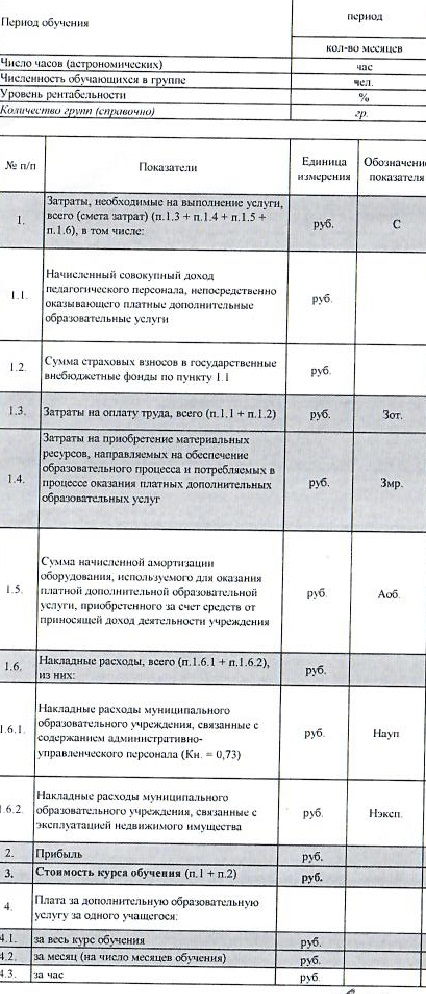 Период обучения
период
кол-во месяцев
Число часов (астрономических) час
Численность обучающихся в группе чел.
Уровень рентабельности %
Количество групп (справочно) гр.
№ п/п Показатели Единица измерения Обозначение показателя
1. Затраты, необходимые на выполнение услуги,
всего (смета затрат) (п.1.3 + п.1.4 + п.1.5 + руб. С
п.1.6), в том числе:
1.1. Начисленный совокупный доход
педагогического персонала, непосредственно
оказывающего платные дополнительные руб.
образовательные услуги
1.2. Сумма страховых взносов в государственные руб.
внебюджетные фонды по пункту 1.1
1.3. Затраты на оплату труда, всего (п.1.1 + п.1.2) руб. Зот.
Затраты на приобретение материальных
ресурсов, направляемых на обеспечение
1.4. образовательного процесса и потребляемых в руб. Змр.
процессе оказания платных дополнительных
образовательных услуг
Сумма начисленной амортизации
оборудования, используемого для оказания
1.5. платной дополнительной образовательной руб. Аоб.
услуги, приобретенного за счет средств от
приносящей доход деятельности учреждения
1.6. Накладные расходы, всего (п.1.6.1 + п.1.6.2), руб.
из них:
Накладные расходы муниципального
1.6.1. образовательного учреждения, связанные с руб. Науп.
содержанием административно-
управленческого персонала (Кн. = 0,73)
Накладные расходы муниципального
1.6.2. образовательного учреждения, связанные с руб. Нэксп.
эксплуатацией недвижимого имущества
2. Прибыль руб.
3. Стоимость курса обучения (п.1 + п.2) руб.
4. Плата за дополнительную образовательную
услугу за одного учащегося:
4.1. за весь курс обучения руб.
4.2. за месяц (на число месяцев обучения) руб.
4.3. за час руб.